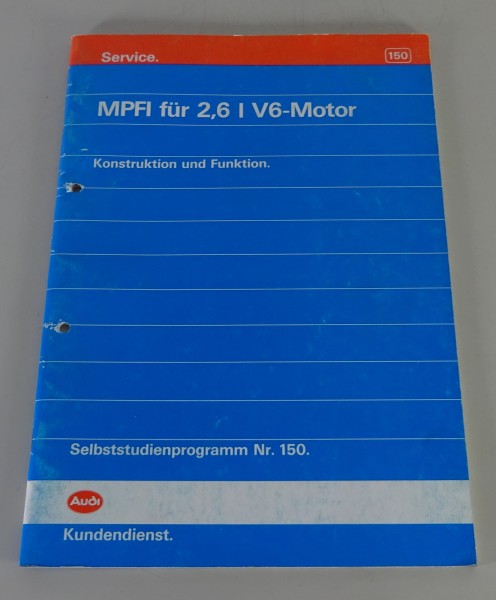 Service.
150
MPFI für 2,6 l V6-Motor
Konstruktion und Funktion.
Selbststudienprogramm Nr. 150.
Audi
Kundendienst.